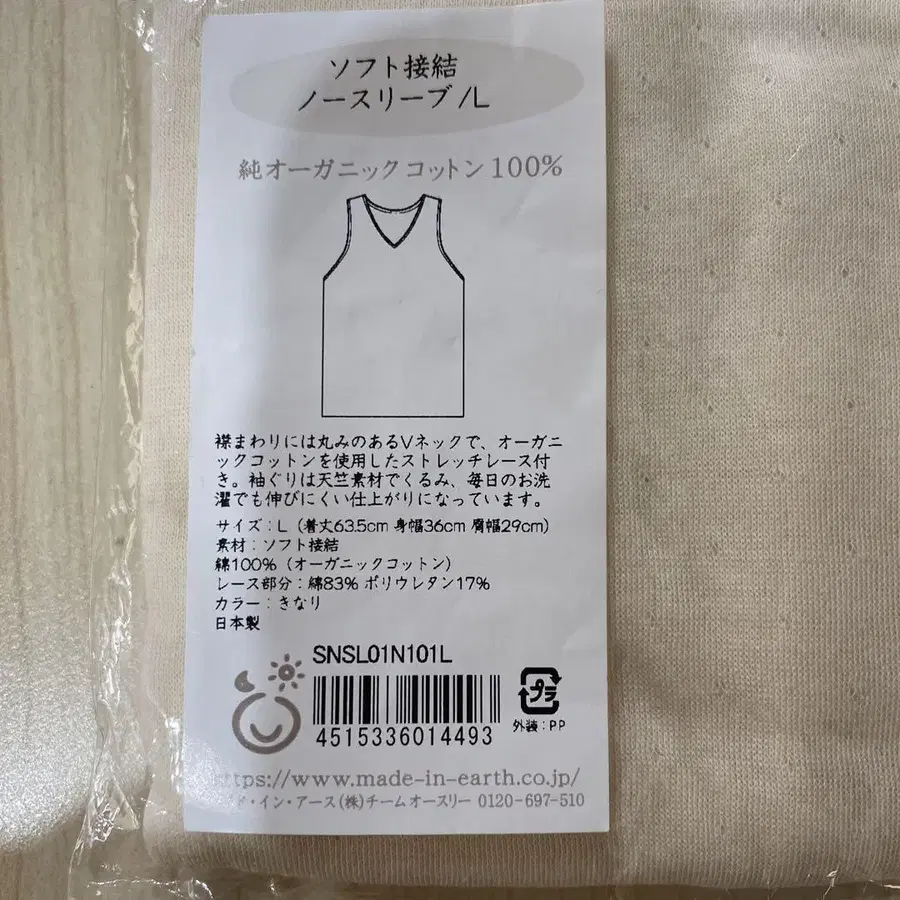 ソフト接結
ノースリーブ/L
純オーガニックコットン100%
襟まわりには丸みのあるVネックで、オーガニ
ックコットンを使用したストレッチレース付
き。袖ぐりは天竺素材でくるみ、毎日のお洗
濯でも伸びにくい仕上がりになっています。
サイズ:L(着丈63.5cm 身幅36cm 肩幅29cm)
素材:ソフト接結
綿100%(オーガニックコットン)
レース部分:綿83% ポリウレタン17%
カラー:きなり
日本製
SNSL01N101L
4515336014493
プラ
外装:PP
https://www.made-in-earth.co.jp/
ド・イン・アース(株)チームオースリー 0120-697-510